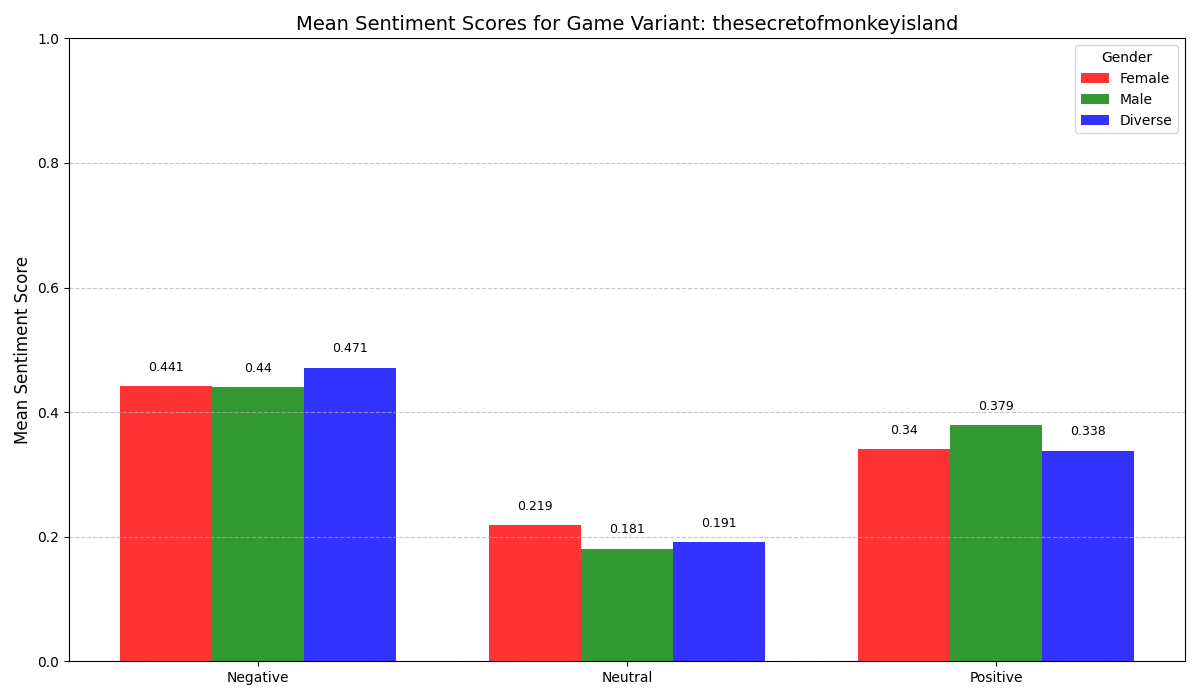 Mean Sentiment Scores for Game Variant: thesecretofmonkeyisland
Mean Sentiment Score
1.0
0.8
0.6
0.4
0.2
0.0
Gender
Female
Male
Diverse
0.441
0.44
0.471
0.219
0.181
0.191
0.34
0.379
0.338
Negative
Neutral
Positive